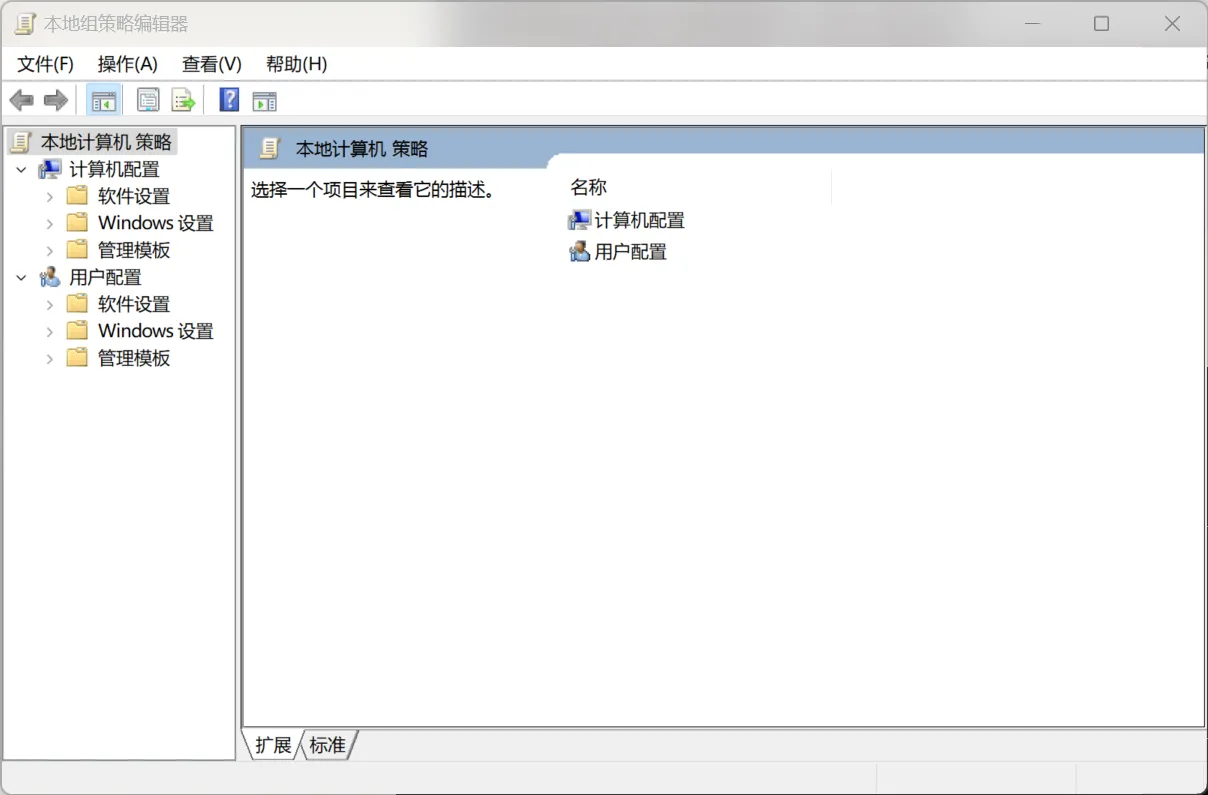 本地组策略编辑器
文件(F) 操作(A) 查看(V) 帮助(H)
本地计算机 策略
计算机配置
软件设置
Windows 设置
管理模板
用户配置
软件设置
Windows 设置
管理模板
本地计算机 策略
选择一个项目来查看它的描述。
名称
计算机配置
用户配置
扩展 标准